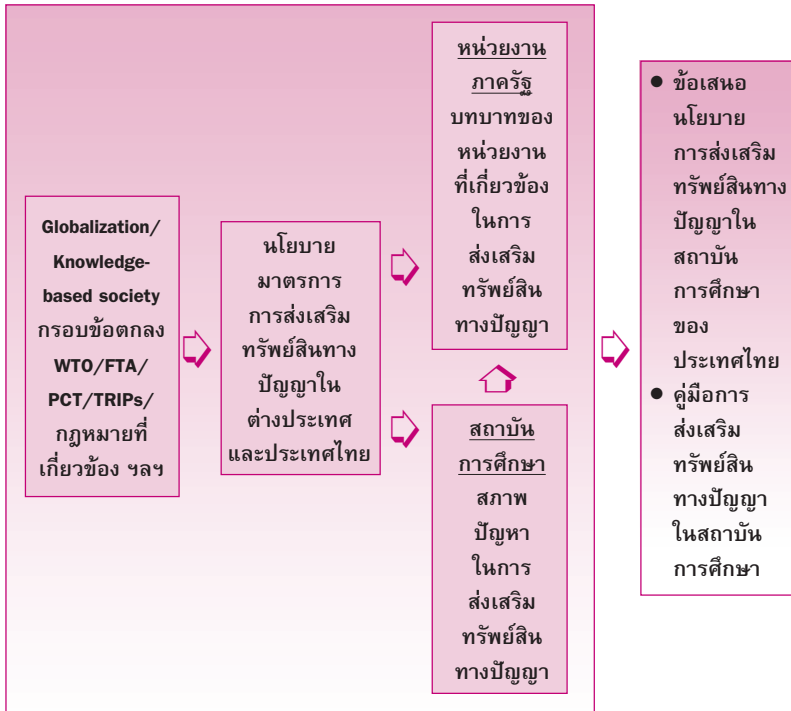 Globalization/
Knowledge-
based society
กรอบข้อตกลง
WTO/FTA/
PCT/TRIPs/
กฎหมายที่
เกี่ยวข้อง ฯลฯ
นโยบาย
มาตรการ
การส่งเสริม
ทรัพย์สินทาง
ปัญญาใน
ต่างประเทศ
และประเทศไทย
หน่วยงาน
ภาครัฐ
บทบาทของ
หน่วยงาน
ที่เกี่ยวข้อง
ในการ
ส่งเสริม
ทรัพย์สิน
ทางปัญญา
สถาบัน
การศึกษา
สภาพ
ปัญหา
ในการ
ส่งเสริม
ทรัพย์สิน
ทางปัญญา
● ข้อเสนอ
นโยบาย
การส่งเสริม
ทรัพย์สินทาง
ปัญญาใน
สถาบัน
การศึกษา
ของ
ประเทศไทย
● คู่มือการ
ส่งเสริม
ทรัพย์สิน
ทางปัญญา
ในสถาบัน
การศึกษา